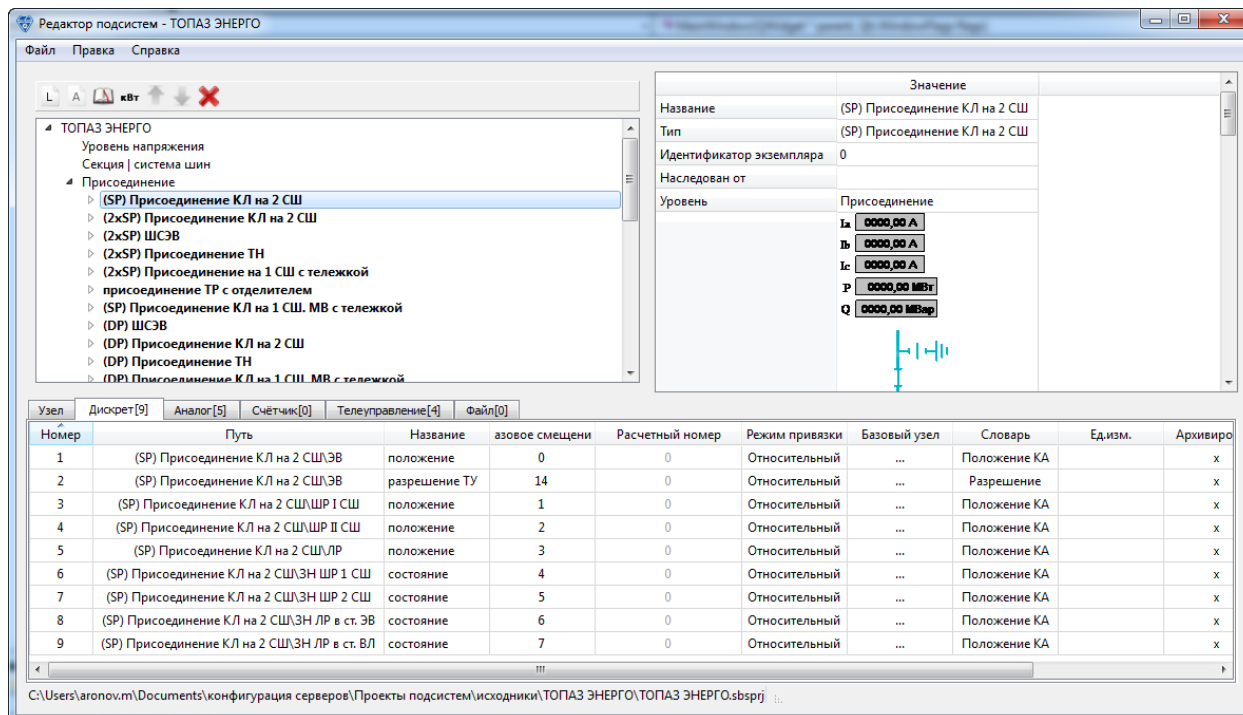 Редактор подсистем - ТОПАЗ ЭНЕРГО
Файл Правка Справка
L A кВт
ТОПАЗ ЭНЕРГО
Уровень напряжения
Секция | система шин
Присоединение
(SP) Присоединение КЛ на 2 СШ
(2xSP) Присоединение КЛ на 2 СШ
(2xSP) ШСЭВ
(2xSP) Присоединение ТН
(2xSP) Присоединение на 1 СШ с тележкой
присоединение ТР с отделителем
(SP) Присоединение КЛ на 1 СШ. МВ с тележкой
(DP) ШСЭВ
(DP) Присоединение КЛ на 2 СШ
(DP) Присоединение ТН
(DP) Присоединение КЛ на 1 СШ. МВ с тележкой
Значение
Название (SP) Присоединение КЛ на 2 СШ
Тип (SP) Присоединение КЛ на 2 СШ
Идентификатор экземпляра 0
Наследован от
Уровень Присоединение
Ia 0000,00 А
Ib 0000,00 А
Ic 0000,00 А
P 0000,00 МВт
Q 0000,00 МВар
Узел Дискрет[9] Аналог[5] Счётчик[0] Телеуправление[4] Файл[0]
Номер Путь Название азовое смещени Расчетный номер Режим привязки Базовый узел Словарь Ед.изм. Архивиро
1 (SP) Присоединение КЛ на 2 СШ\ЭВ положение 0 0 Относительный ... Положение КА x
2 (SP) Присоединение КЛ на 2 СШ\ЭВ разрешение ТУ 14 0 Относительный ... Разрешение x
3 (SP) Присоединение КЛ на 2 СШ\ШР I СШ положение 1 0 Относительный ... Положение КА x
4 (SP) Присоединение КЛ на 2 СШ\ШР II СШ положение 2 0 Относительный ... Положение КА x
5 (SP) Присоединение КЛ на 2 СШ\ЛР положение 3 0 Относительный ... Положение КА x
6 (SP) Присоединение КЛ на 2 СШ\ЗН ШР 1 СШ состояние 4 0 Относительный ... Положение КА x
7 (SP) Присоединение КЛ на 2 СШ\ЗН ШР 2 СШ состояние 5 0 Относительный ... Положение КА x
8 (SP) Присоединение КЛ на 2 СШ\ЗН ЛР в ст. ЭВ состояние 6 0 Относительный ... Положение КА x
9 (SP) Присоединение КЛ на 2 СШ\ЗН ЛР в ст. ВЛ состояние 7 0 Относительный ... Положение КА x
C:\Users\aronov.m\Documents\конфигурация серверов\Проекты подсистем\исходники\ТОПАЗ ЭНЕРГО\ТОПАЗ ЭНЕРГО.sbsprj